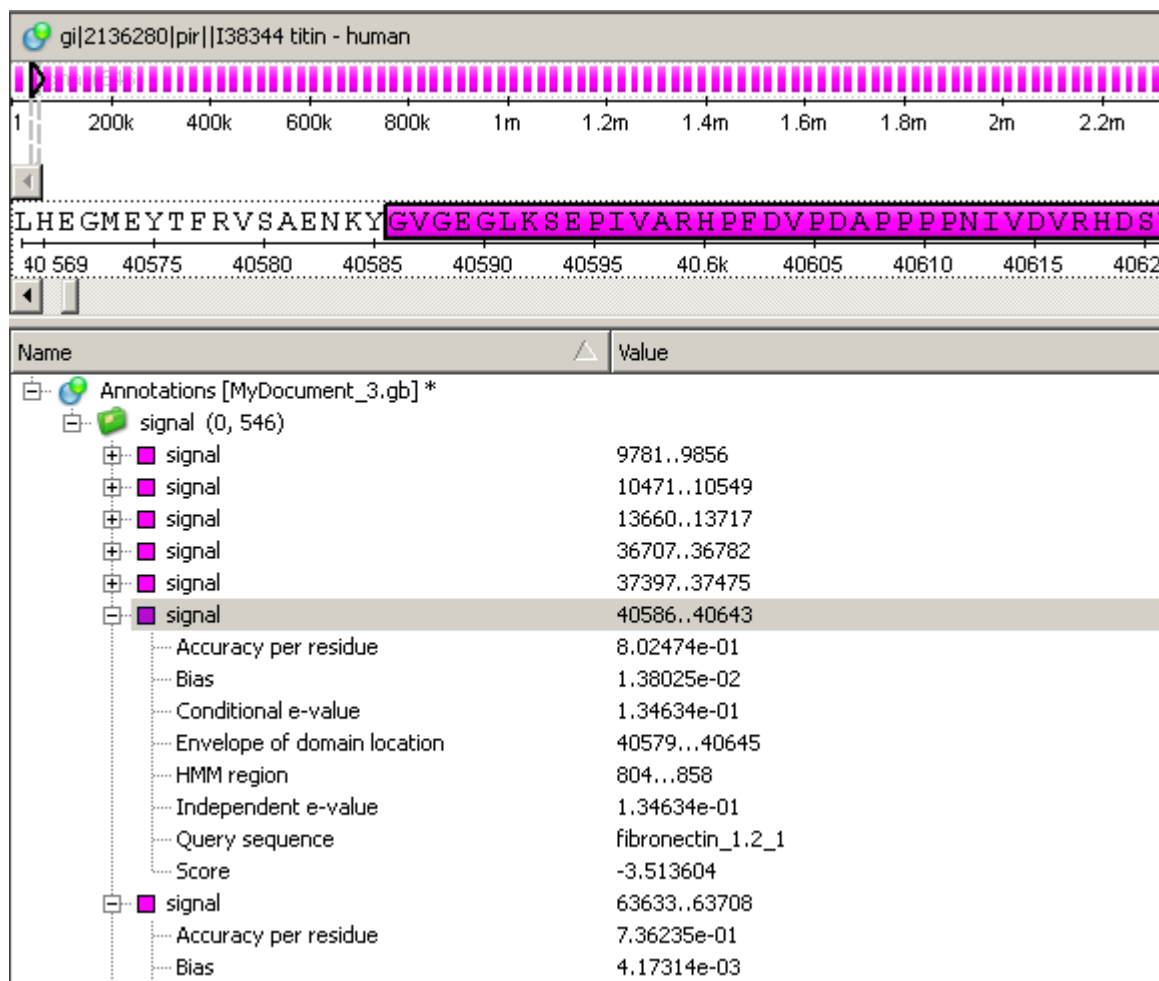 gi|2136280|pir||I38344 titin - human
1 200k 400k 600k 800k 1m 1.2m 1.4m 1.6m 1.8m 2m 2.2m
LHEGMEYTFRVSAENKYGVGEGLKSEPIVARHPFDVPDAPPPPNIVDVRHDS
40 569 40575 40580 40585 40590 40595 40.6k 40605 40610 40615 4062
Name Value
Annotations [MyDocument_3.gb] *
signal (0, 546)
signal 9781..9856
signal 10471..10549
signal 13660..13717
signal 36707..36782
signal 37397..37475
signal 40586..40643
Accuracy per residue 8.02474e-01
Bias 1.38025e-02
Conditional e-value 1.34634e-01
Envelope of domain location 40579...40645
HMM region 804...858
Independent e-value 1.34634e-01
Query sequence fibronectin_1.2_1
Score -3.513604
signal 63633..63708
Accuracy per residue 7.36235e-01
Bias 4.17314e-03